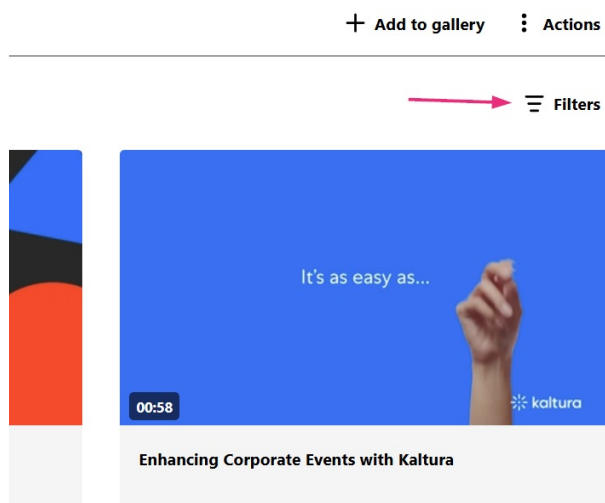 Add to gallery
Actions
Filters
It's as easy as...
kaltura
00:58
Enhancing Corporate Events with Kaltura